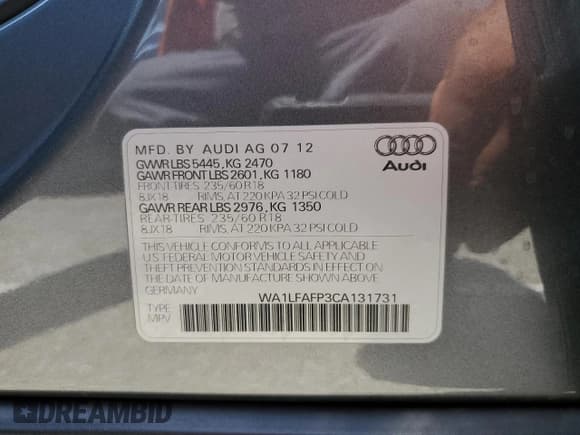 MFD. BY AUDI AG 07 12
GVWR LBS 5445, KG 2470
GAWR FRONT LBS 2601, KG 1180
FRONT TIRES 235/60 R18
8JX18 RIMS, AT 220 KPA 32 PSI COLD
GAWR REAR LBS 2976, KG 1350
REAR-TIRES 235/60 R18
8JX18 RIMS, AT 220 KPA 32 PSI COLD
Audi
THIS VEHICLE CONFORMS TO ALL APPLICABLE
U.S FEDERAL MOTOR VEHICLE SAFETY AND
THEFT PREVENTION STANDARDS IN EFFECT ON
THE DATE OF MANUFACTURE SHOWN ABOVE
GERMANY
WA1LFAFP3CA131731
TYPE
MPV
DREAMBID